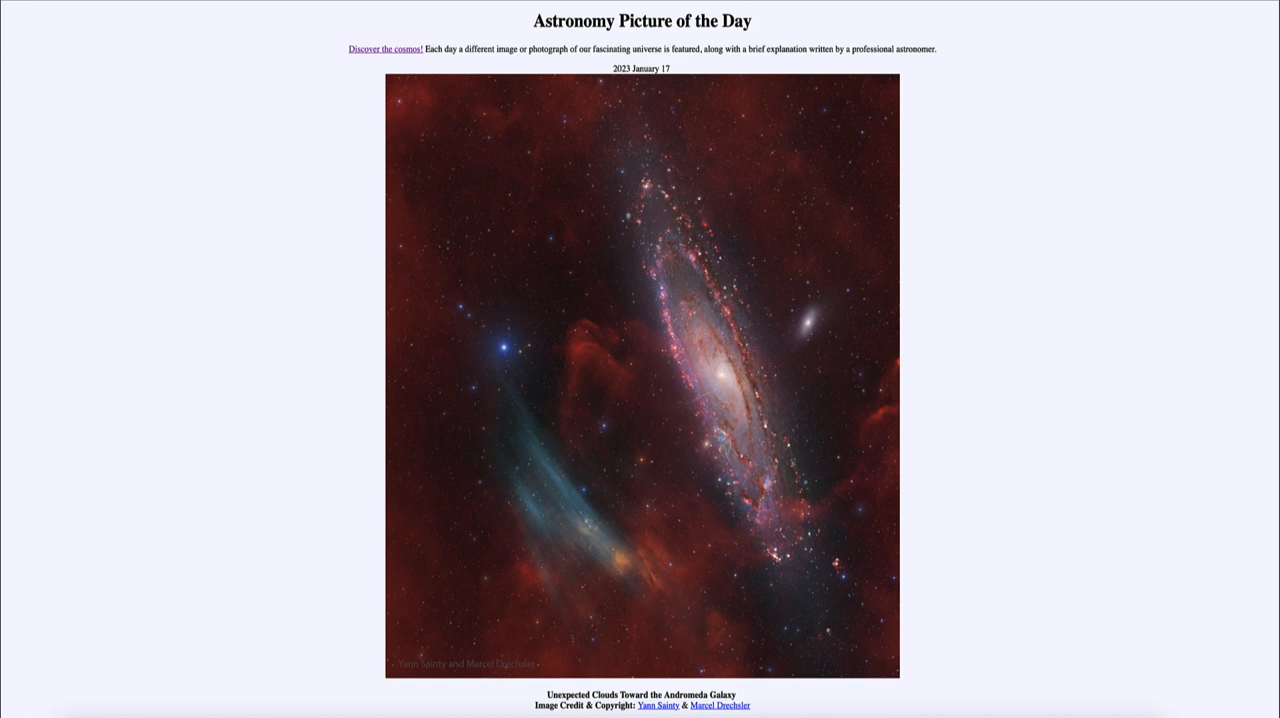 Astronomy Picture of the Day
Discover the cosmos! Each day a different image or photograph of our fascinating universe is featured, along with a brief explanation written by a professional astronomer.
2023 January 17
Yann Sainty and Marcel Drechsler
Unexpected Clouds Toward the Andromeda Galaxy
Image Credit & Copyright: Yann Sainty & Marcel Drechsler